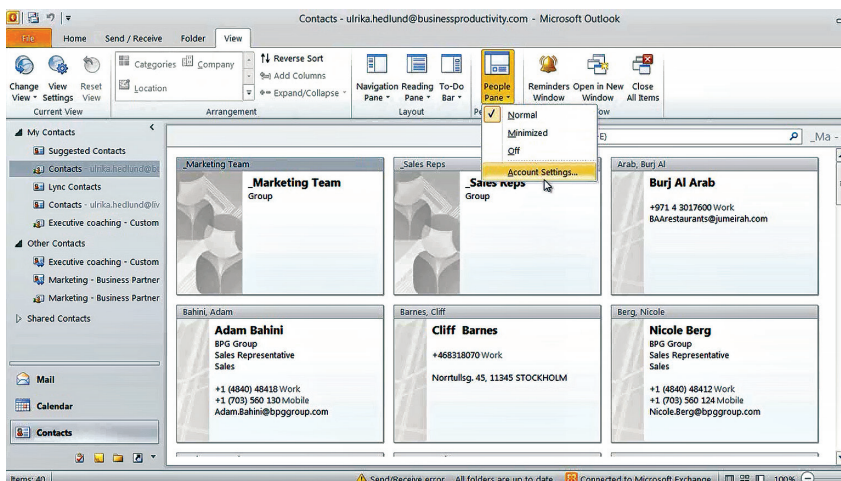 Contacts - ulrika.hedlund@businessproductivity.com - Microsoft Outlook
File Home Send / Receive Folder View
Change View
View Settings Reset View
Current View
Categories Company
Location
Reverse Sort
Add Columns
Expand/Collapse
Arrangement
Navigation Pane Reading Pane To-Do Bar
Layout
People Pane
Reminders Window Open in New Window Close All Items
Normal
Minimized
Off
Account Settings...
My Contacts
Suggested Contacts
Contacts - ulrika.hedlund@bi
Lync Contacts
Contacts - ulrika.hedlund@liv
Executive coaching - Custom
Other Contacts
Executive coaching - Custom
Marketing - Business Partner
Marketing - Business Partner
Shared Contacts
Mail
Calendar
Contacts
_Ma -
_Marketing Team
_Marketing Team
Group
_Sales Reps
_Sales Reps
Group
Arab, Burj Al
Burj Al Arab
+971 4 3017600 Work
BAArestaurants@jumeirah.com
Bahini, Adam
Adam Bahini
BPG Group
Sales Representative
Sales
+1 (4840) 48418 Work
+1 (703) 560 130 Mobile
Adam.Bahini@bpggroup.com
Barnes, Cliff
Cliff Barnes
+468318070 Work
Norrtullsg. 45, 11345 STOCKHOLM
Berg, Nicole
Nicole Berg
BPG Group
Sales Representative
Sales
+1 (4840) 48412 Work
+1 (703) 560 124 Mobile
Nicole.Berg@bpggroup.com
Items: 40 Send/Receive error All folders are up to date. Connected to Microsoft Exchange 100%